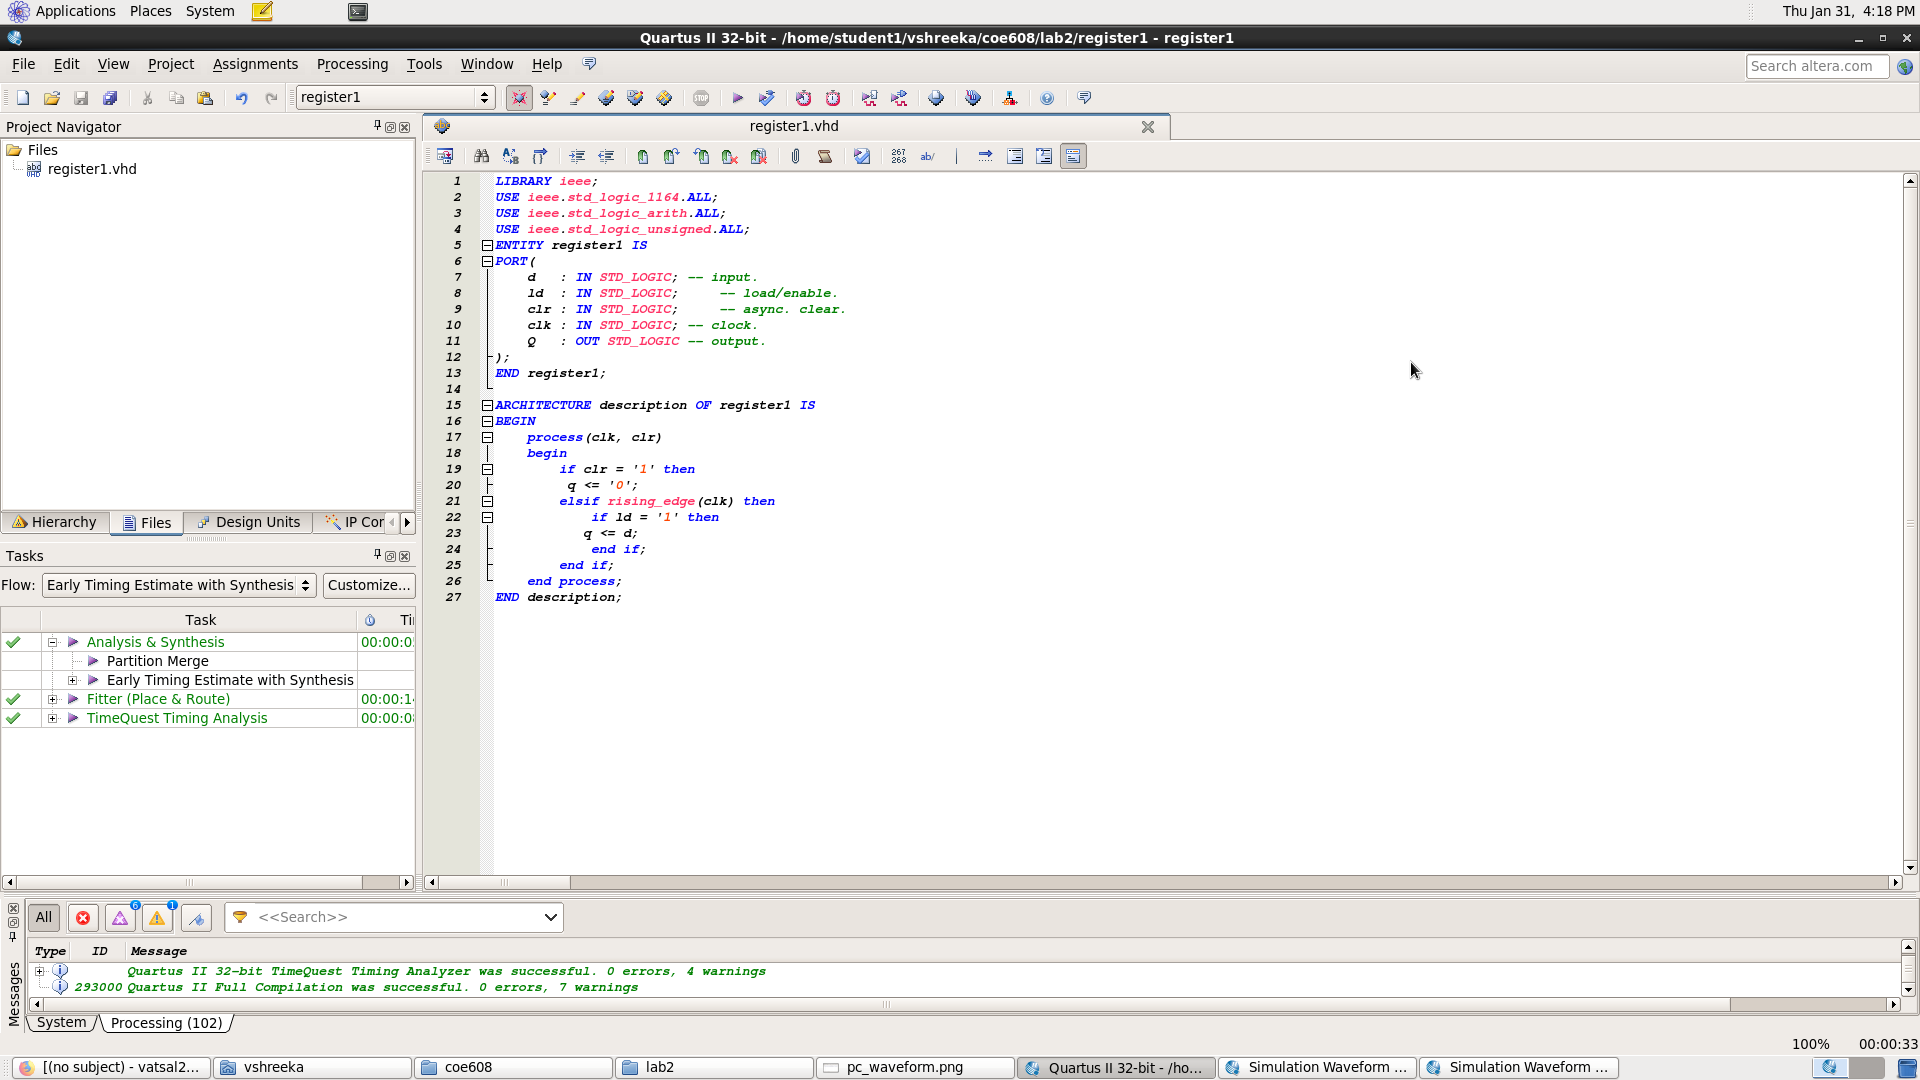 Applications Places System Thu Jan 31, 4:18 PM
Quartus II 32-bit - /home/student1/vshreeka/coe608/lab2/register1 - register1
File Edit View Project Assignments Processing Tools Window Help Search altera.com
register1 STOP
Project Navigator
Files
register1.vhd
Hierarchy Files Design Units IP Cor
Tasks
Flow: Early Timing Estimate with Synthesis Customize...
Task Ti
Analysis & Synthesis 00:00:0
Partition Merge
Early Timing Estimate with Synthesis
Fitter (Place & Route) 00:00:1
TimeQuest Timing Analysis 00:00:0
register1.vhd
267 268 ab/
1 LIBRARY ieee;
2 USE ieee.std_logic_1164.ALL;
3 USE ieee.std_logic_arith.ALL;
4 USE ieee.std_logic_unsigned.ALL;
5 ENTITY register1 IS
6 PORT(
7 d : IN STD_LOGIC; -- input.
8 ld : IN STD_LOGIC; -- load/enable.
9 clr : IN STD_LOGIC; -- async. clear.
10 clk : IN STD_LOGIC; -- clock.
11 Q : OUT STD_LOGIC -- output.
12 );
13 END register1;
14
15 ARCHITECTURE description OF register1 IS
16 BEGIN
17 process(clk, clr)
18 begin
19 if clr = '1' then
20 q <= '0';
21 elsif rising_edge(clk) then
22 if ld = '1' then
23 q <= d;
24 end if;
25 end if;
26 end process;
27 END description;
Messages
All 6 1 <<Search>>
Type ID Message
Quartus II 32-bit TimeQuest Timing Analyzer was successful. 0 errors, 4 warnings
293000 Quartus II Full Compilation was successful. 0 errors, 7 warnings
System Processing (102)
100% 00:00:33
[(no subject) - vatsal2... vshreeka coe608 lab2 pc_waveform.png Quartus II 32-bit - /ho... Simulation Waveform ... Simulation Waveform ...